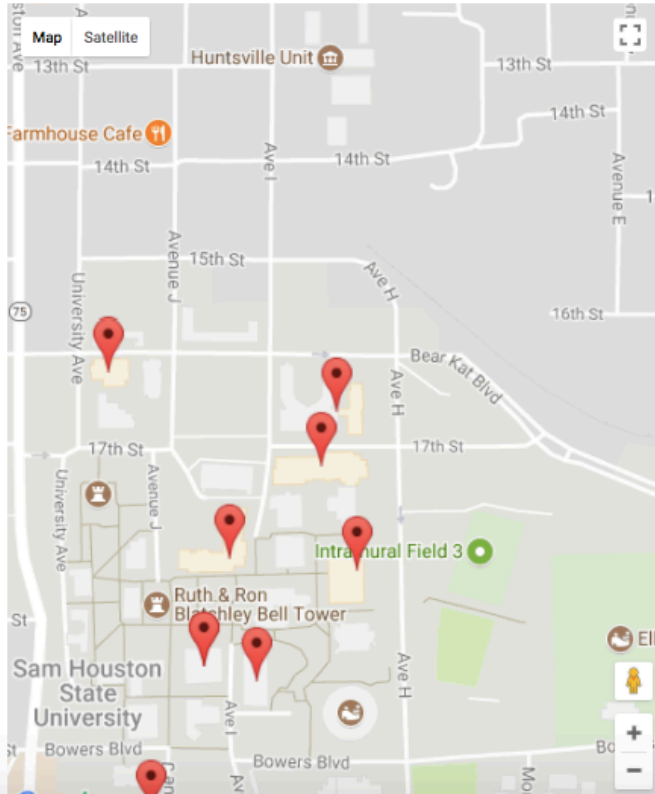 Map
Satellite
13th St
Huntsville Unit
13th St
14th St
Farmhouse Cafe
14th St
14th St
Ave I
Avenue E
Avenue J
15th St
Ave H
University Ave
75
16th St
Bear Kat Blvd
Ave H
17th St
17th St
University Ave
Avenue J
Intramural Field 3
Ruth & Ron
Blatchley Bell Tower
St
Sam Houston
State
University
Ave H
Ave I
Bowers Blvd
Bowers Blvd
+
−